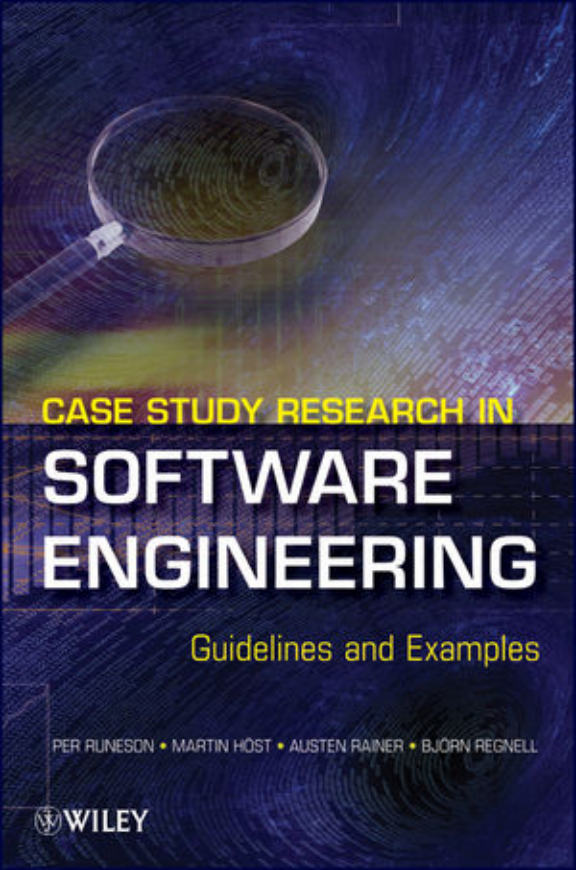 CASE STUDY RESEARCH IN
SOFTWARE
ENGINEERING
Guidelines and Examples
PER RUNESON • MARTIN HÖST • AUSTEN RAINER • BJÖRN REGNELL
WILEY